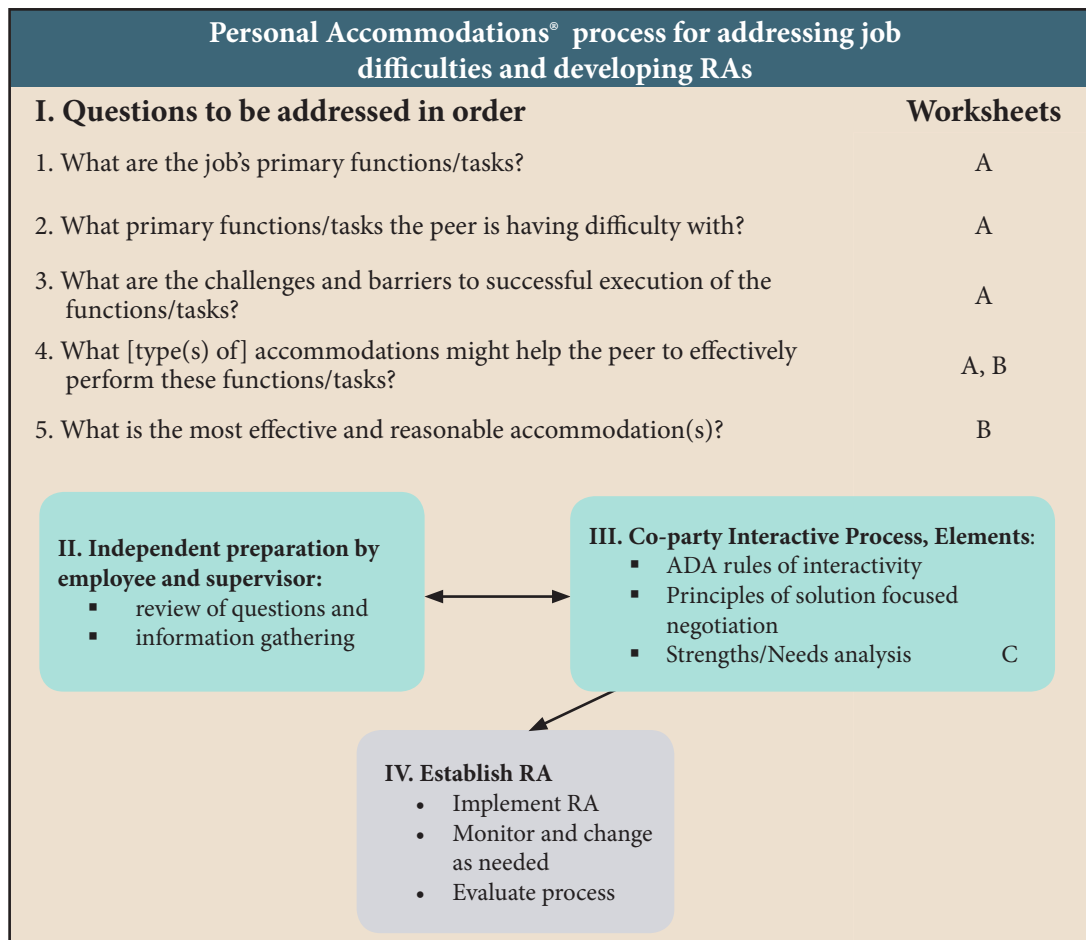 Personal Accommodations® process for addressing job
difficulties and developing RAs
I. Questions to be addressed in order Worksheets
1. What are the job's primary functions/tasks? A
2. What primary functions/tasks the peer is having difficulty with? A
3. What are the challenges and barriers to successful execution of the
functions/tasks? A
4. What [type(s) of] accommodations might help the peer to effectively
perform these functions/tasks? A, B
5. What is the most effective and reasonable accommodation(s)? B
II. Independent preparation by
employee and supervisor:
▪ review of questions and
▪ information gathering
III. Co-party Interactive Process, Elements:
▪ ADA rules of interactivity
▪ Principles of solution focused
negotiation
▪ Strengths/Needs analysis C
IV. Establish RA
• Implement RA
• Monitor and change
as needed
• Evaluate process